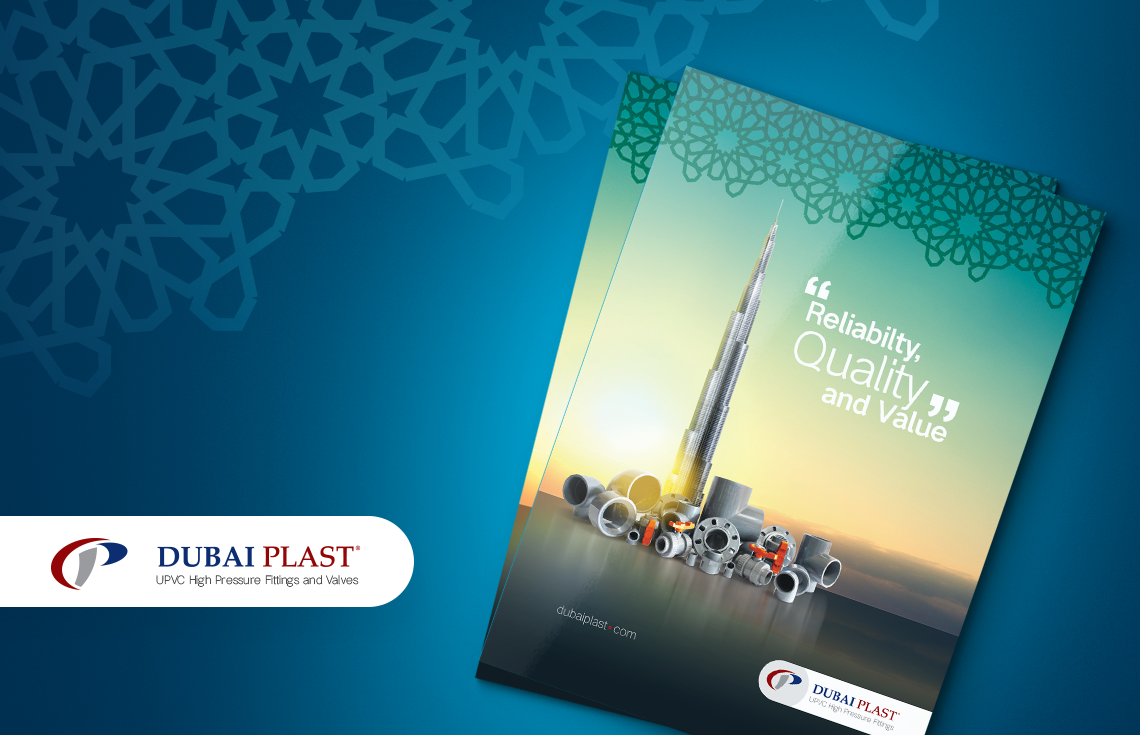 “
Reliabilty,
Quality
and Value
”
dubaiplast•com
DUBAI PLAST®
UPVC High Pressure Fittings
DUBAI PLAST®
UPVC High Pressure Fittings and Valves